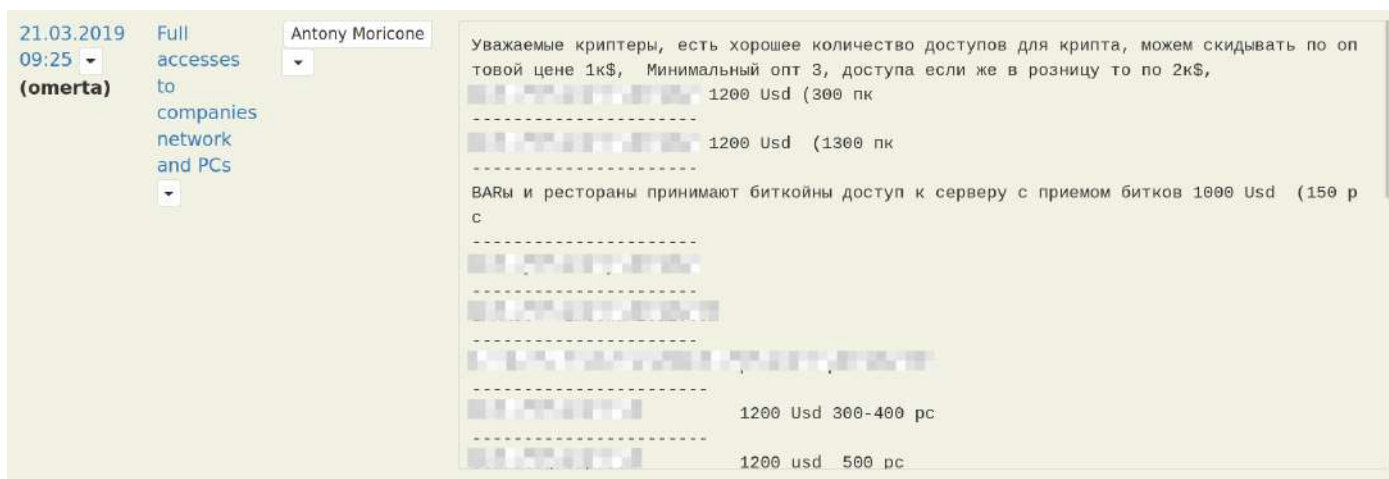 21.03.2019
09:25
(omerta)
Full
accesses
to
companies
network
and PCs
Antony Moricone
Уважаемые криптеры, есть хорошее количество доступов для крипта, можем скидывать по оп
товой цене 1к$,  Минимальный опт 3, доступа если же в розницу то по 2к$,
1200 Usd (300 пк
----------------------
1200 Usd  (1300 пк
----------------------
BARы и рестораны принимают биткойны доступ к серверу с приемом битков 1000 Usd  (150 p
c
----------------------
----------------------
----------------------
-----------------------
1200 Usd 300-400 pc
-----------------------
1200 usd  500 pc